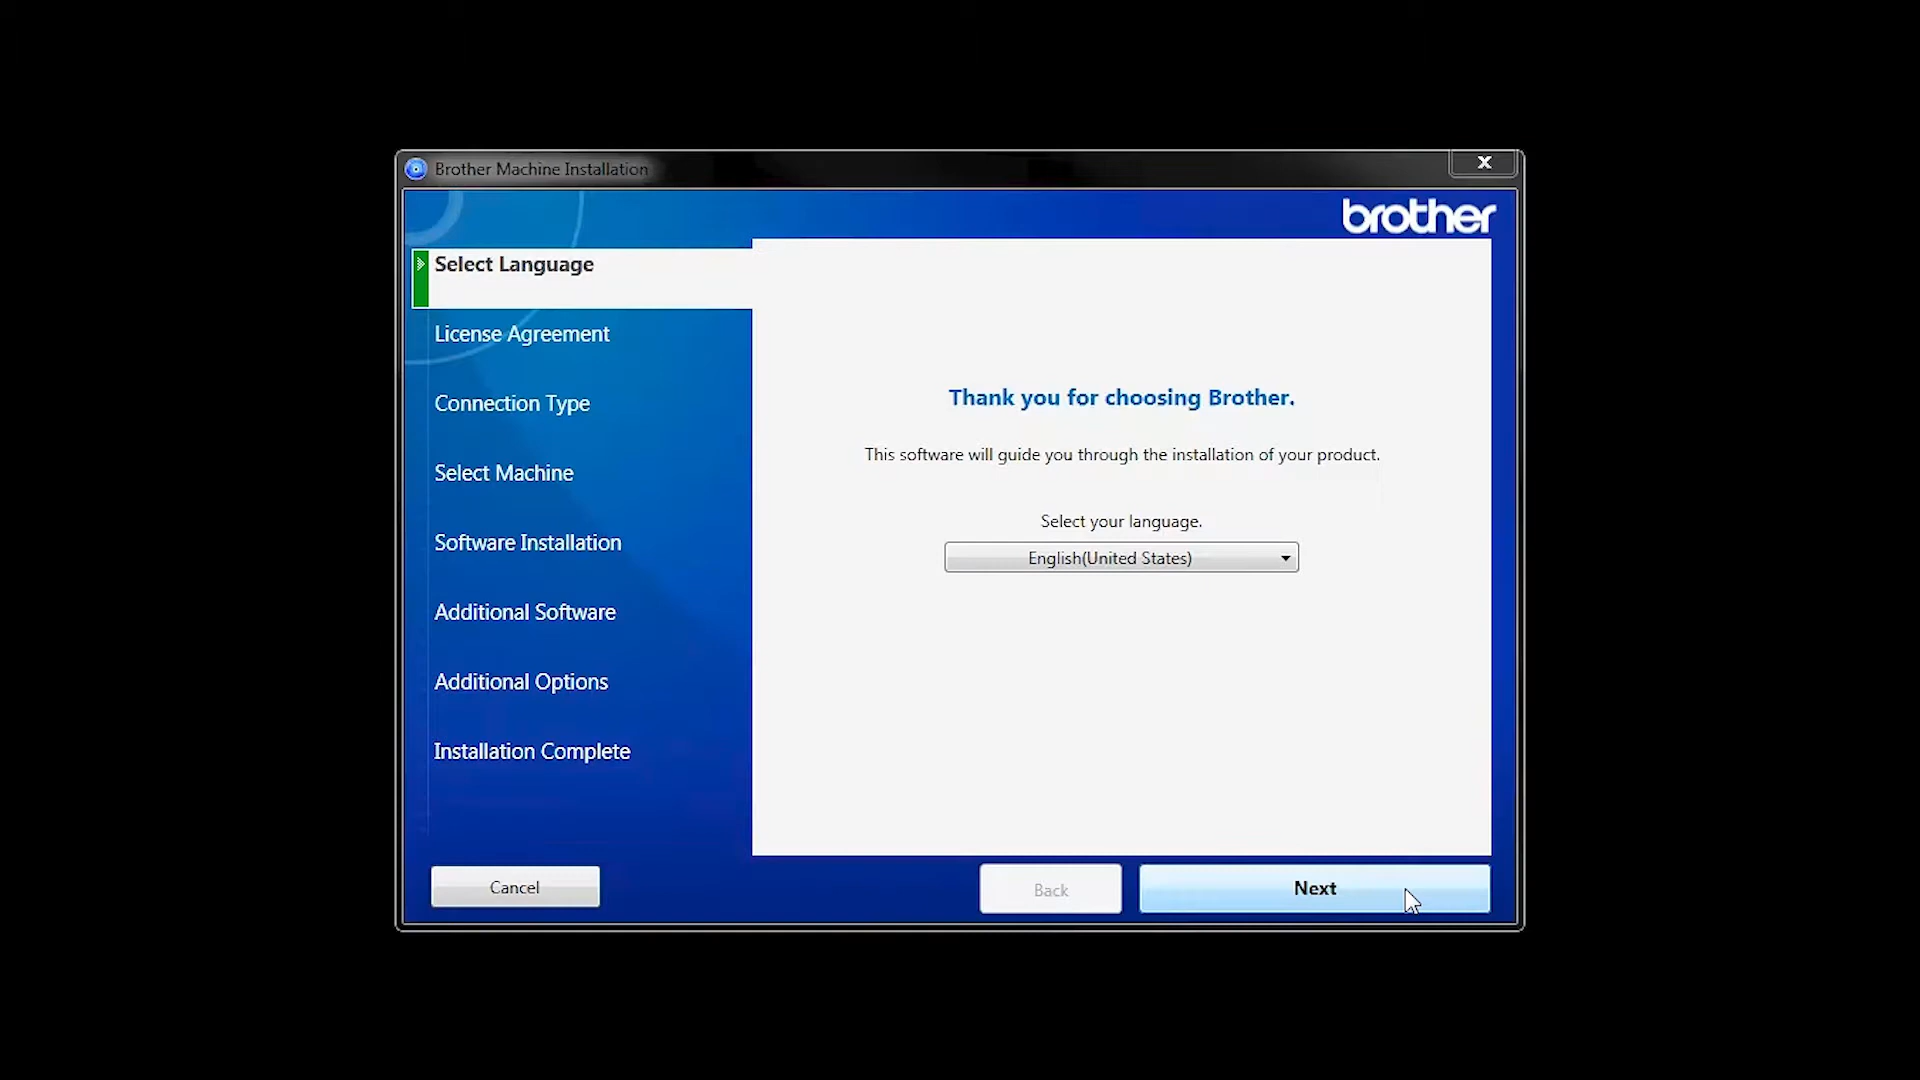 Brother Machine Installation
X
brother
Select Language
License Agreement
Connection Type
Select Machine
Software Installation
Additional Software
Additional Options
Installation Complete
Thank you for choosing Brother.
This software will guide you through the installation of your product.
Select your language.
English(United States)
Cancel
Back
Next